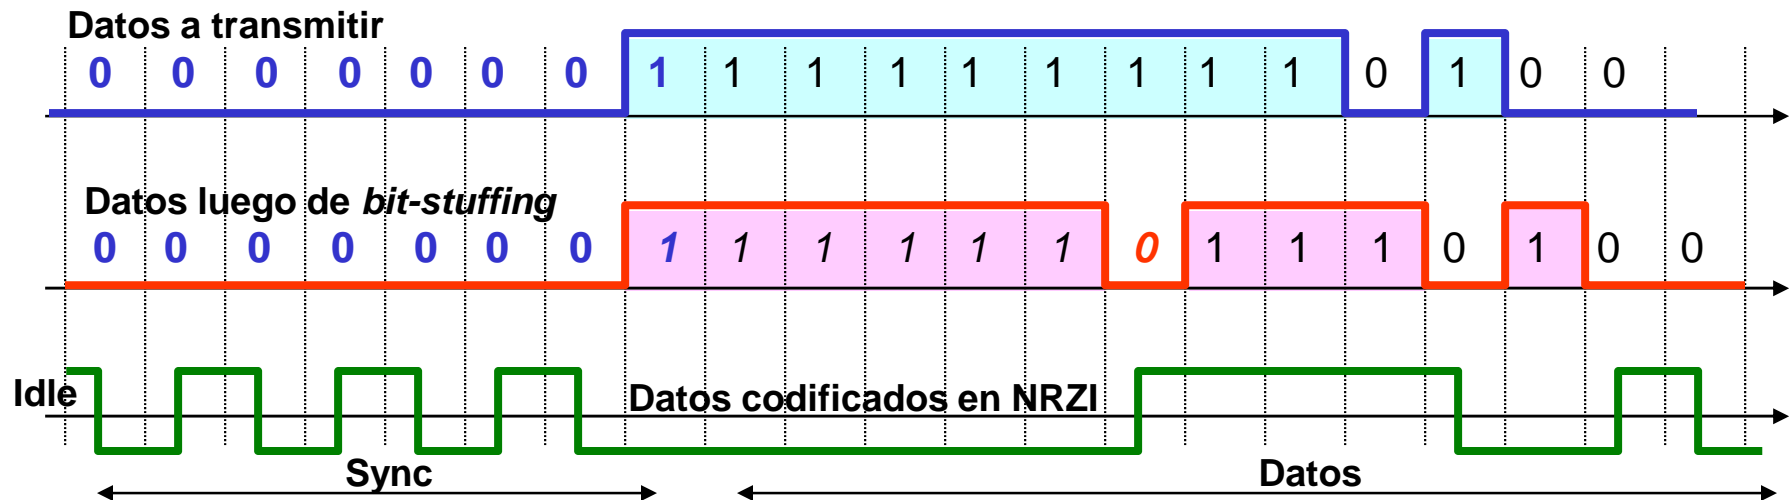 Datos a transmitir
0 0 0 0 0 0 0 1 1 1 1 1 1 1 1 1 0 1 0 0
Datos luego de bit-stuffing
0 0 0 0 0 0 0 1 1 1 1 1 1 0 1 1 1 0 1 0 0
Idle
Datos codificados en NRZI
Sync Datos